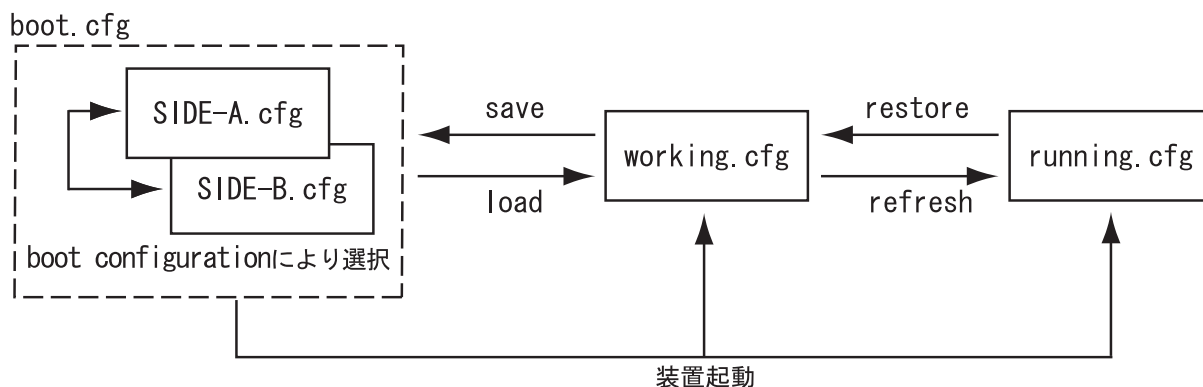 boot.cfg
SIDE-A.cfg
SIDE-B.cfg
boot configurationにより選択
save
load
working.cfg
restore
refresh
running.cfg
装置起動